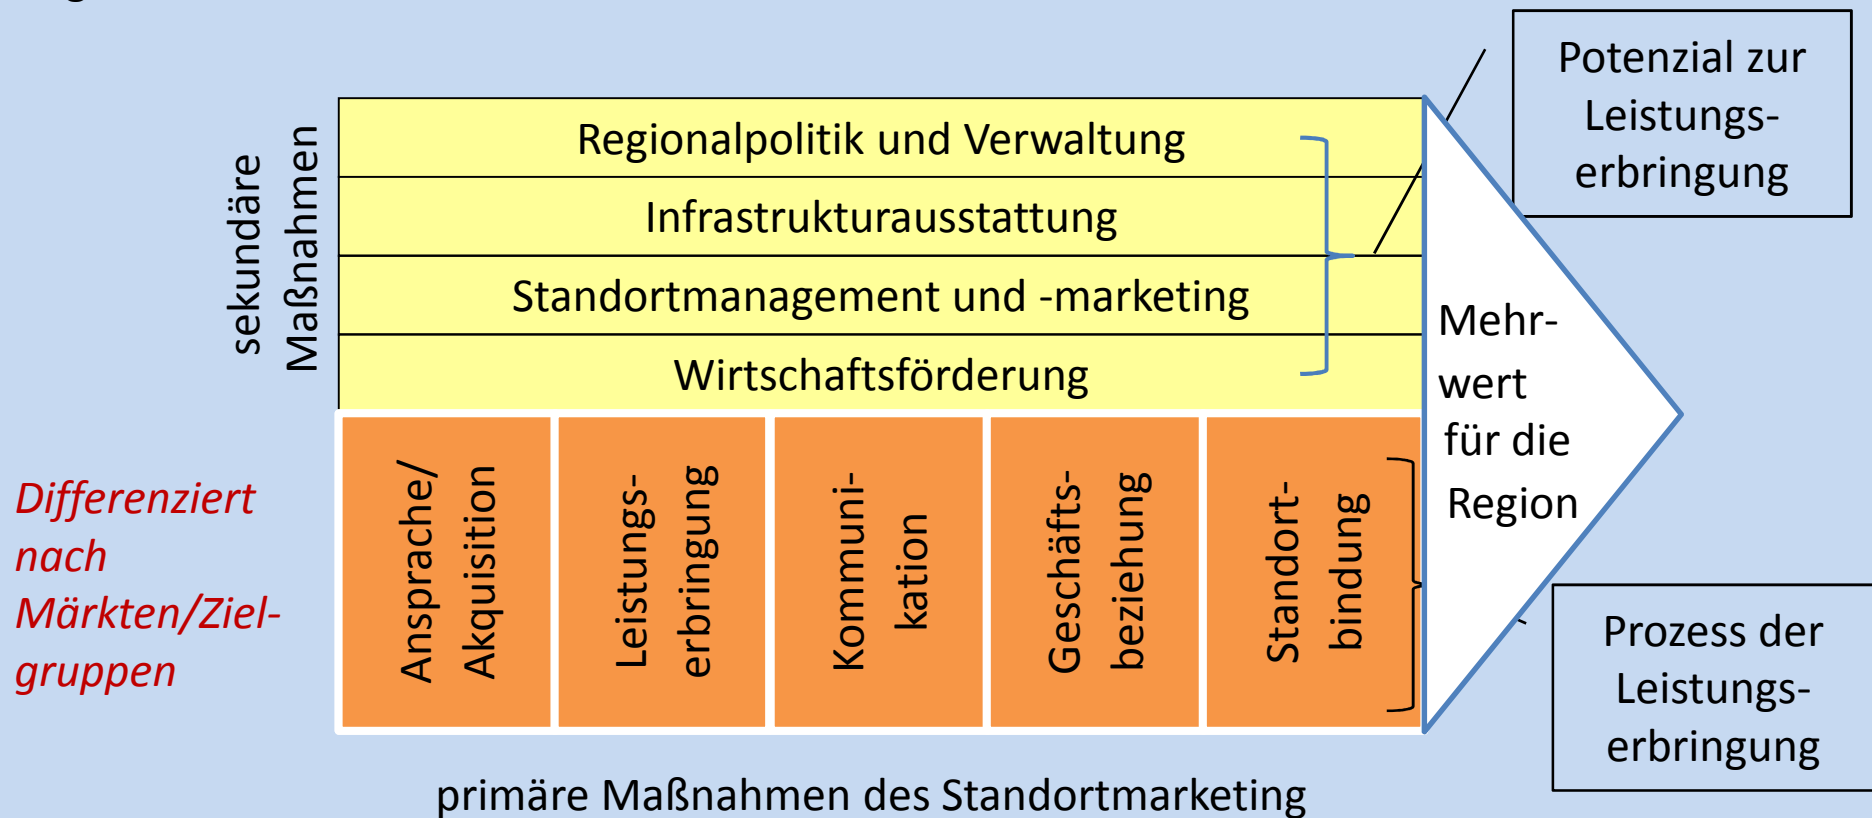 Potenzial zur
Leistungs-
erbringung
sekundäre
Maßnahmen
Regionalpolitik und Verwaltung
Infrastrukturausstattung
Standortmanagement und -marketing
Wirtschaftsförderung
Mehr-
wert
für die
Region
Differenziert
nach
Märkten/Ziel-
gruppen
Ansprache/
Akquisition
Leistungs-
erbringung
Kommuni-
kation
Geschäfts-
beziehung
Standort-
bindung
Prozess der
Leistungs-
erbringung
primäre Maßnahmen des Standortmarketing